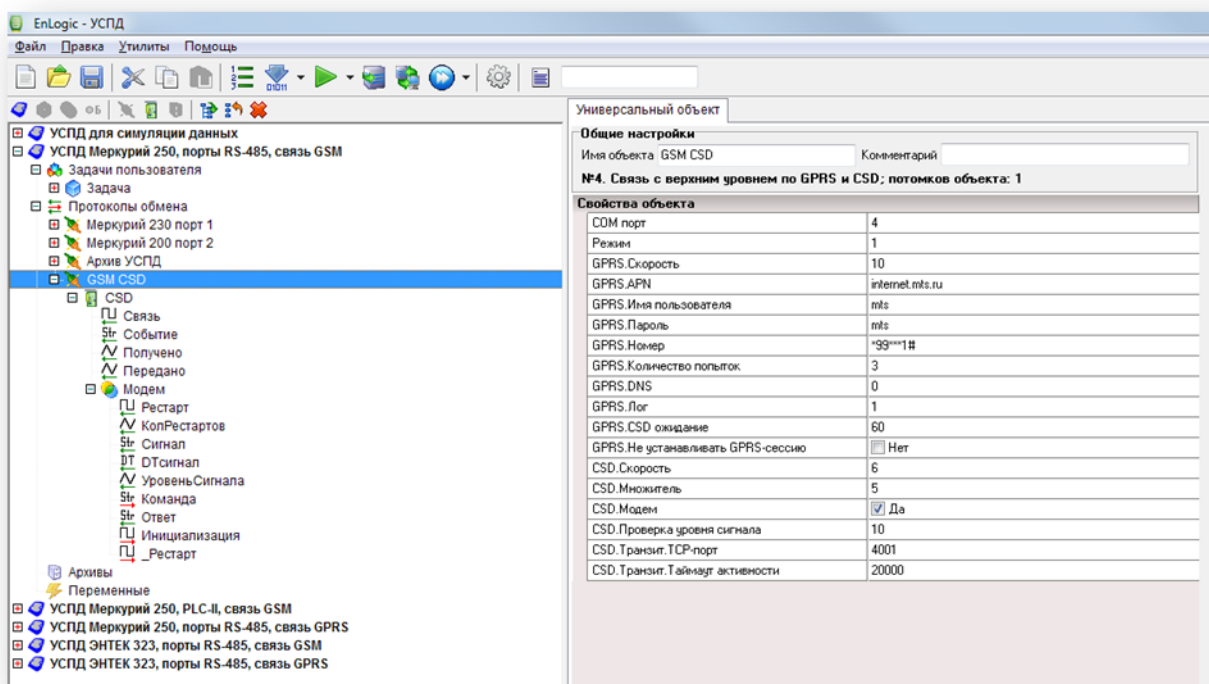 EnLogic - УСПД
Файл Правка Утилиты Помощь
ОБ
УСПД для симуляции данных
УСПД Меркурий 250, порты RS-485, связь GSM
Задачи пользователя
Задача
Протоколы обмена
Меркурий 230 порт 1
Меркурий 200 порт 2
Архив УСПД
GSM CSD
CSD
Связь
Str Событие
Получено
Передано
Модем
Рестарт
КолРестартов
Str Сигнал
DT DTсигнал
УровеньСигнала
Str Команда
Str Ответ
Инициализация
_Рестарт
Архивы
Переменные
УСПД Меркурий 250, PLC-II, связь GSM
УСПД Меркурий 250, порты RS-485, связь GPRS
УСПД ЭНТЕК 323, порты RS-485, связь GSM
УСПД ЭНТЕК 323, порты RS-485, связь GPRS
Универсальный объект
Общие настройки
Имя объекта GSM CSD Комментарий
№4. Связь с верхним уровнем по GPRS и CSD; потомков объекта: 1
Свойства объекта
COM порт 4
Режим 1
GPRS.Скорость 10
GPRS.APN internet.mts.ru
GPRS.Имя пользователя mts
GPRS.Пароль mts
GPRS.Номер *99***1#
GPRS.Количество попыток 3
GPRS.DNS 0
GPRS.Лог 1
GPRS.CSD ожидание 60
GPRS.Не устанавливать GPRS-сессию Нет
CSD.Скорость 6
CSD.Множитель 5
CSD.Модем Да
CSD.Проверка уровня сигнала 10
CSD.Транзит.TCP-порт 4001
CSD.Транзит.Таймаут активности 20000